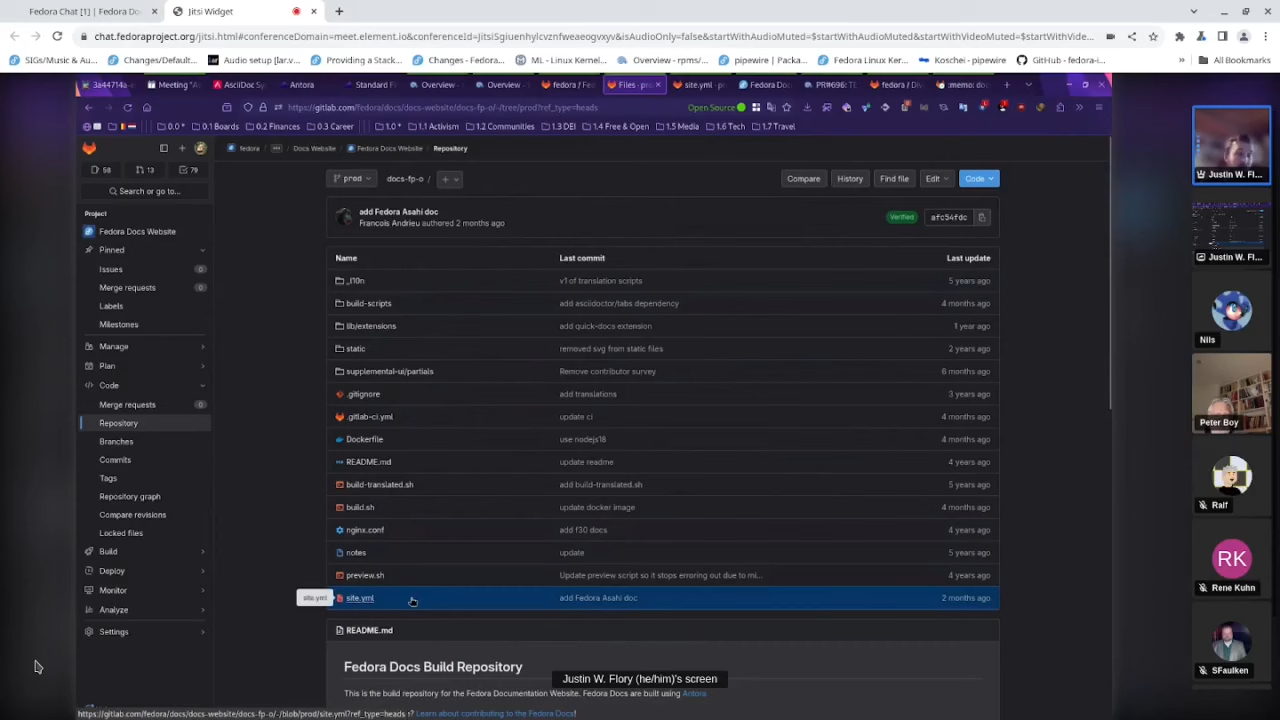 Fedora Chat [1] | Fedora Do
Jitsi Widget
chat.fedoraproject.org/jitsi.html#conferenceDomain=meet.element.io&conferenceId=JitsiSgiuenhylcvznfweaeogvxyv&isAudioOnly=false&startWithAudioMuted=$startWithAudioMuted&startWithVideoMuted=$startWithVideoMuted&startWithVide...
SIGs/Music & Au...
Changes/Default...
Audio setup [lar.v...
Providing a Stack...
Changes - Fedora...
ML - Linux Kernel...
Overview - rpms/...
pipewire | Packa...
Fedora Linux Ker...
Koschei - pipewire
GitHub - fedora-i...
All Bookmarks
3a44714a-s
Meeting "A
AsciiDoc Sy
Antora
Standard F
Overview -
Overview -
fedora / Fed
Files · pro
site.yml · po
Fedora Doc
PR#696: TE
fedora / Div
:memo: doc
https://gitlab.com/fedora/docs/docs-website/docs-fp-o/-/tree/prod?ref_type=heads
Open Source
0.0 *
0.1 Boards
0.2 Finances
0.3 Career
1.0 *
1.1 Activism
1.2 Communities
1.3 DEI
1.4 Free & Open
1.5 Media
1.6 Tech
1.7 Travel
fedora
Docs Website
Fedora Docs Website
Repository
58
13
79
Search or go to...
Project
Fedora Docs Website
Pinned
Issues
0
Merge requests
0
Labels
Milestones
Manage
Plan
Code
Merge requests
0
Repository
Branches
Commits
Tags
Repository graph
Compare revisions
Locked files
Build
Deploy
Monitor
Analyze
Settings
prod
docs-fp-o /
Compare
History
Find file
Edit
Code
add Fedora Asahi doc
Francois Andrieu authored 2 months ago
Verified
afc54fdc
Name
Last commit
Last update
_l10n
v1 of translation scripts
5 years ago
build-scripts
add asciidoctor/tabs dependency
4 months ago
lib/extensions
add quick-docs extension
1 year ago
static
removed svg from static files
2 years ago
supplemental-ui/partials
Remove contributor survey
6 months ago
.gitignore
add translations
3 years ago
.gitlab-ci.yml
update ci
4 months ago
Dockerfile
use nodejs18
4 months ago
README.md
update readme
4 years ago
build-translated.sh
add build-translated.sh
5 years ago
build.sh
update docker image
4 months ago
nginx.conf
add f30 docs
4 years ago
notes
update
5 years ago
preview.sh
Update preview script so it stops erroring out due to mi...
4 years ago
site.yml
site.yml
add Fedora Asahi doc
2 months ago
README.md
Fedora Docs Build Repository
This is the build repository for the Fedora Documentation Website. Fedora Docs are built using Antora
https://gitlab.com/fedora/docs/docs-website/docs-fp-o/-/blob/prod/site.yml?ref_type=heads
Learn about contributing to the Fedora Docs!
Justin W. Flory (he/him)'s screen
Justin W. Fl...
Justin W. Fl...
Nils
Peter Boy
Ralf
RK
Rene Kuhn
SFaulken